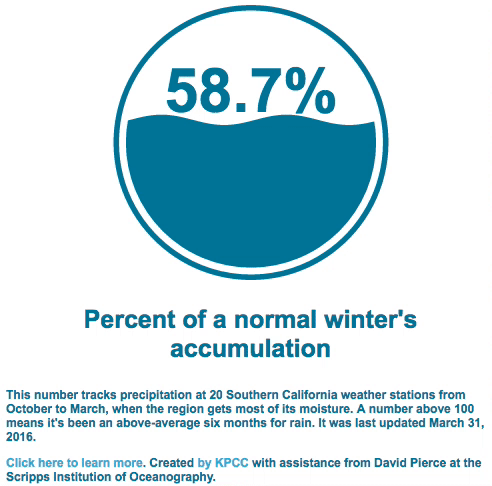 58.7%
Percent of a normal winter's
accumulation
This number tracks precipitation at 20 Southern California weather stations from
October to March, when the region gets most of its moisture. A number above 100
means it's been an above-average six months for rain. It was last updated March 31,
2016.
Click here to learn more. Created by KPCC with assistance from David Pierce at the
Scripps Institution of Oceanography.